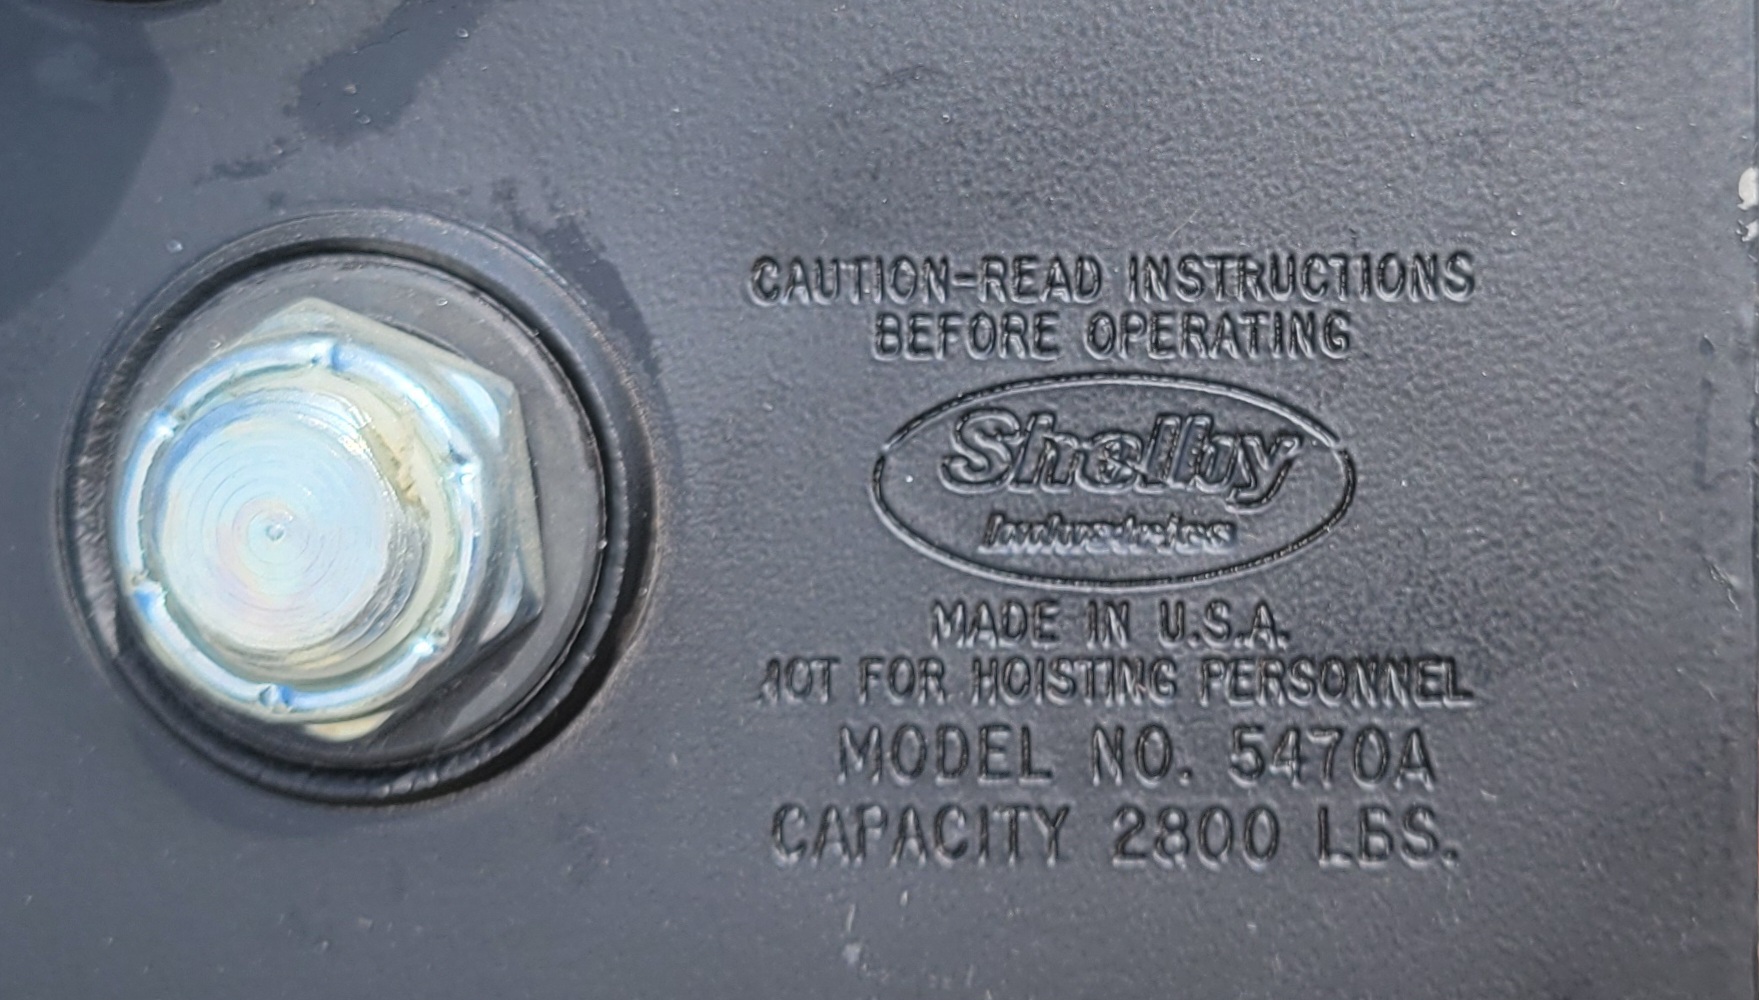 CAUTION-READ INSTRUCTIONS
BEFORE OPERATING
Shelby
Industries
MADE IN U.S.A.
NOT FOR HOISTING PERSONNEL
MODEL NO. 5470A
CAPACITY 2800 LBS.